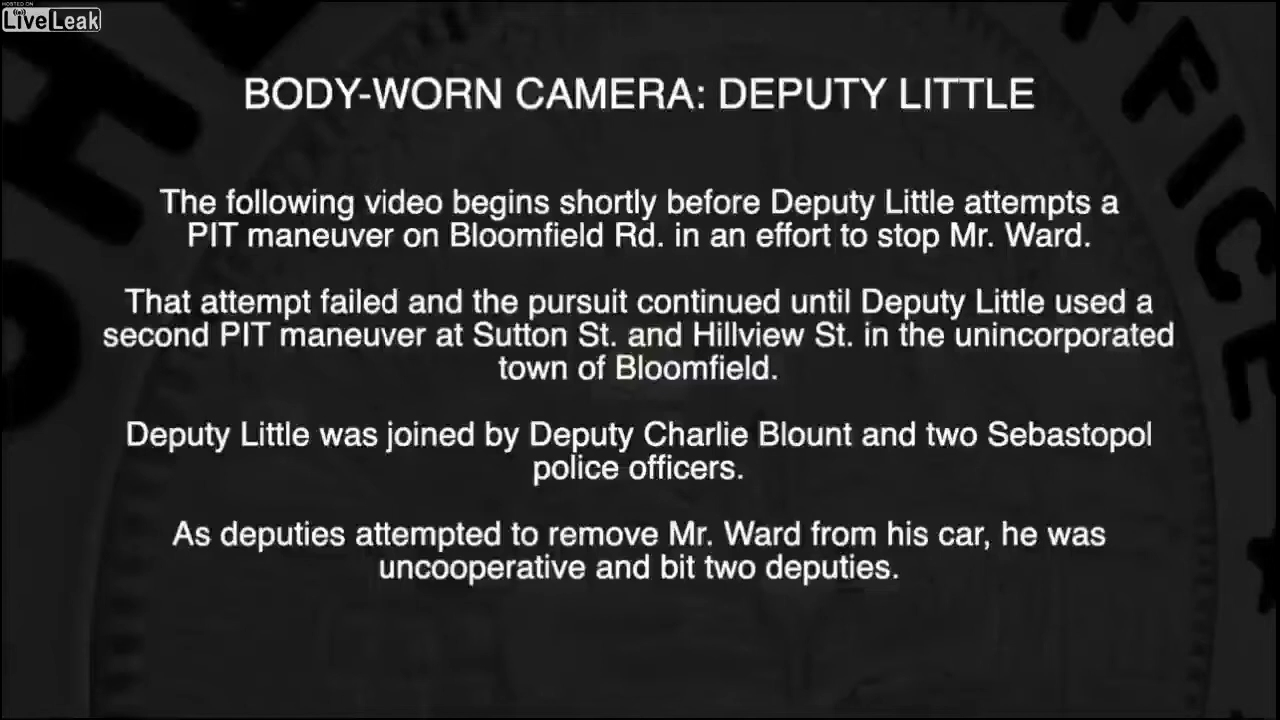 HOSTED ON
LiveLeak
BODY-WORN CAMERA: DEPUTY LITTLE
The following video begins shortly before Deputy Little attempts a
PIT maneuver on Bloomfield Rd. in an effort to stop Mr. Ward.
That attempt failed and the pursuit continued until Deputy Little used a
second PIT maneuver at Sutton St. and Hillview St. in the unincorporated
town of Bloomfield.
Deputy Little was joined by Deputy Charlie Blount and two Sebastopol
police officers.
As deputies attempted to remove Mr. Ward from his car, he was
uncooperative and bit two deputies.